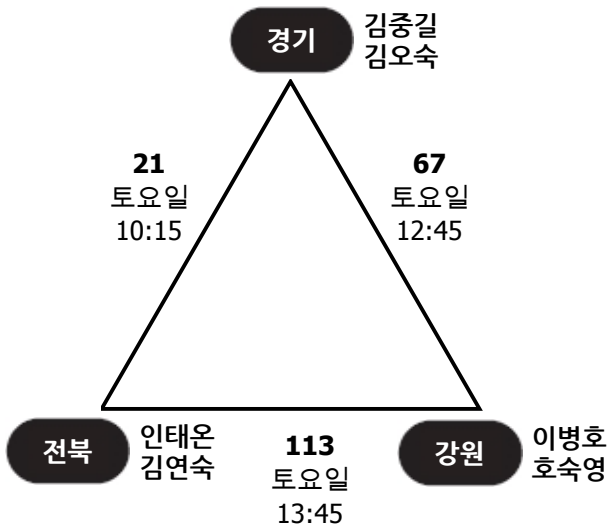 경기
김중길
김오숙
21
토요일
10:15
67
토요일
12:45
전북
인태온
김연숙
113
토요일
13:45
강원
이병호
호숙영